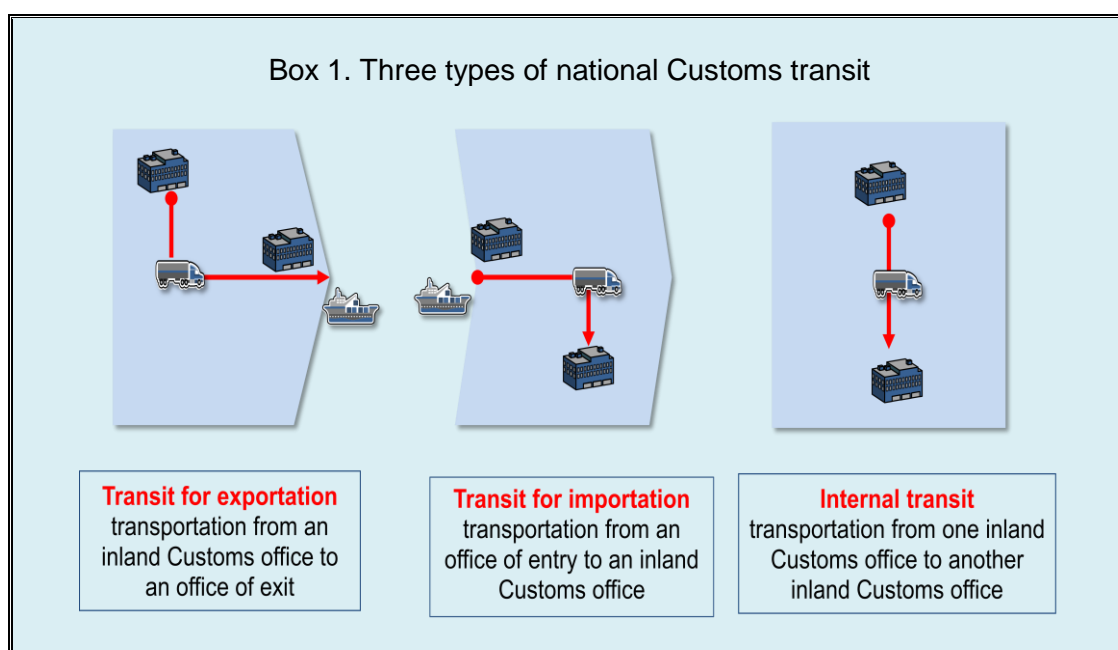 Box 1. Three types of national Customs transit
Transit for exportation
transportation from an
inland Customs office to
an office of exit
Transit for importation
transportation from an
office of entry to an inland
Customs office
Internal transit
transportation from one inland
Customs office to another
inland Customs office